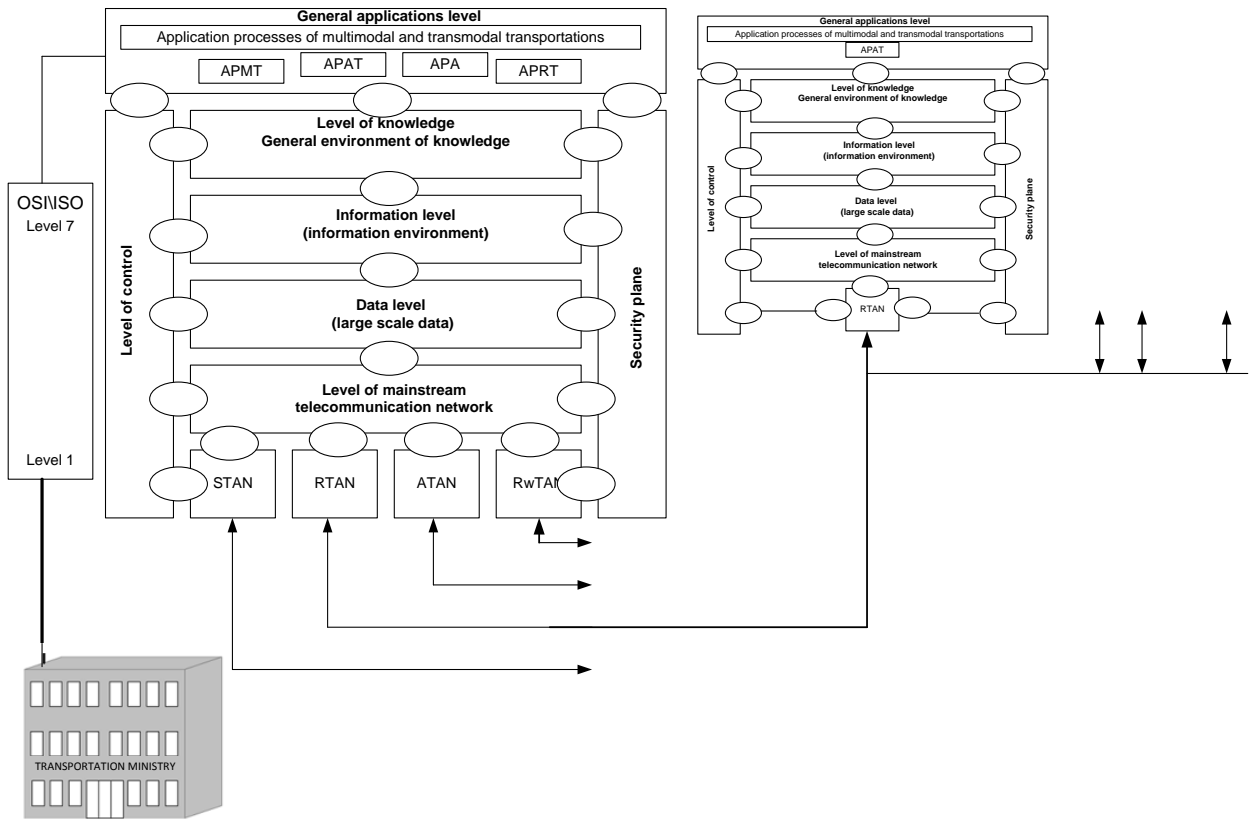 General applications level
Application processes of multimodal and transmodal transportations
APMT
APAT
APA
APRT
Level of knowledge
General environment of knowledge
Information level
(information environment)
Data level
(large scale data)
Level of mainstream
telecommunication network
Level of control
Security plane
STAN
RTAN
ATAN
RwTAN
OSI\ISO
Level 7
Level 1
TRANSPORTATION MINISTRY
General applications level
Application processes of multimodal and transmodal transportations
APAT
Level of knowledge
General environment of knowledge
Information level
(information environment)
Data level
(large scale data)
Level of mainstream
telecommunication network
Level of control
Security plane
RTAN